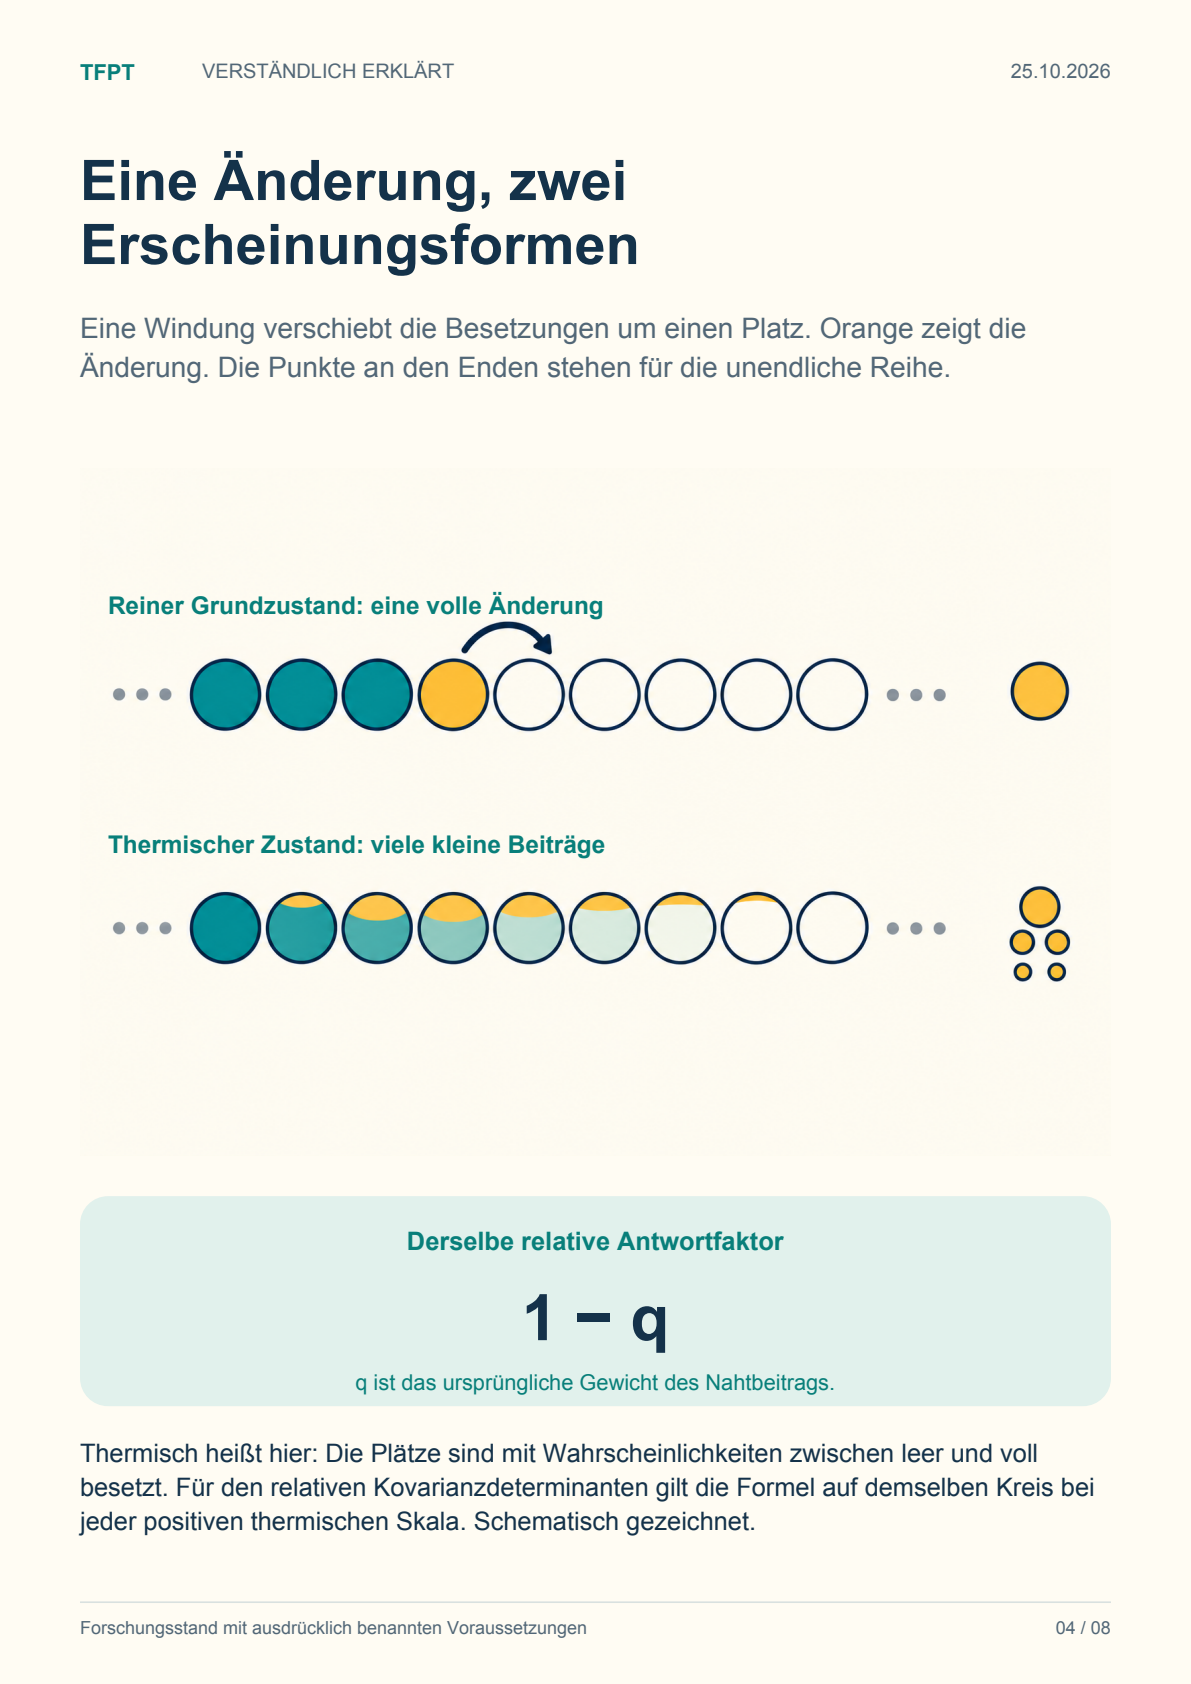 TFPT VERSTÄNDLICH ERKLÄRT 25.10.2026
Eine Änderung, zwei
Erscheinungsformen
Eine Windung verschiebt die Besetzungen um einen Platz. Orange zeigt die
Änderung. Die Punkte an den Enden stehen für die unendliche Reihe.
Reiner Grundzustand: eine volle Änderung
Thermischer Zustand: viele kleine Beiträge
Derselbe relative Antwortfaktor
1 − q
q ist das ursprüngliche Gewicht des Nahtbeitrags.
Thermisch heißt hier: Die Plätze sind mit Wahrscheinlichkeiten zwischen leer und voll
besetzt. Für den relativen Kovarianzdeterminanten gilt die Formel auf demselben Kreis bei
jeder positiven thermischen Skala. Schematisch gezeichnet.
Forschungsstand mit ausdrücklich benannten Voraussetzungen 04 / 08